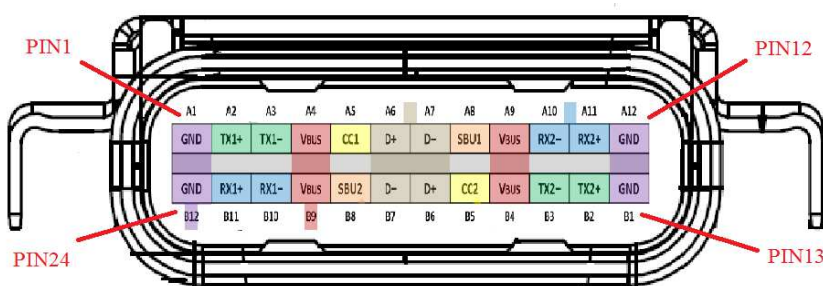 PIN1 PIN12
A1 A2 A3 A4 A5 A6 A7 A8 A9 A10 A11 A12
GND TX1+ TX1− VBUS CC1 D+ D− SBU1 VBUS RX2− RX2+ GND
GND RX1+ RX1− VBUS SBU2 D− D+ CC2 VBUS TX2− TX2+ GND
B12 B11 B10 B9 B8 B7 B6 B5 B4 B3 B2 B1
PIN24 PIN13